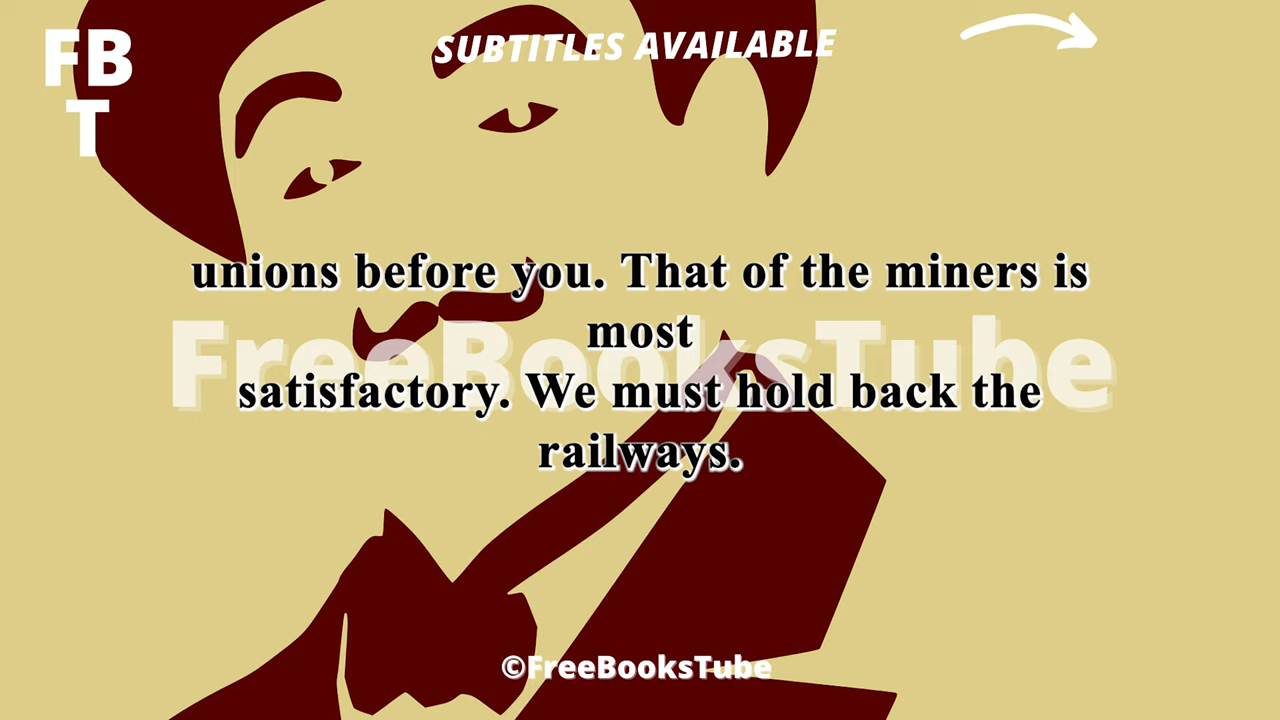 FB
T
SUBTITLES AVAILABLE
unions before you. That of the miners is
most
FreeBooksTube
satisfactory. We must hold back the
railways.
©FreeBooksTube